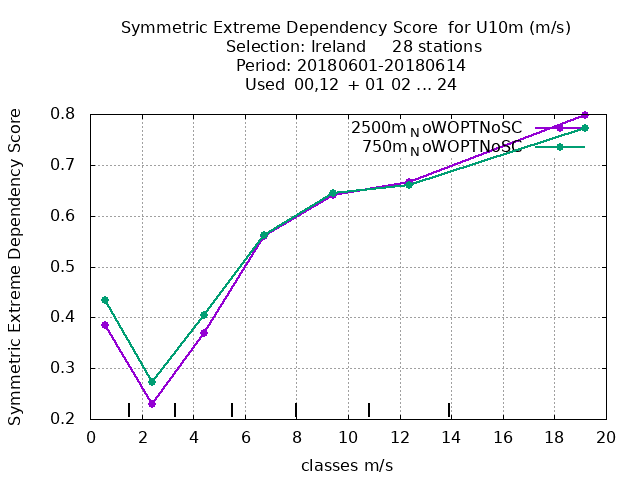 Symmetric Extreme Dependency Score for U10m (m/s)
Selection: Ireland 28 stations
Period: 20180601-20180614
Used 00,12 + 01 02 ... 24
Symmetric Extreme Dependency Score
0.8
0.7
0.6
0.5
0.4
0.3
0.2
2500m_NoWOPTNoSC
750m_NoWOPTNoSC
0 2 4 6 8 10 12 14 16 18 20
classes m/s